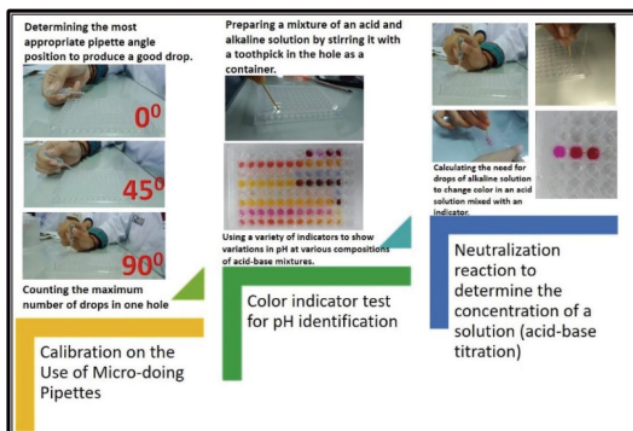 Determining the most
appropriate pipette angle
position to produce a good drop.
0⁰
45⁰
90⁰
Counting the maximum
number of drops in one hole
Calibration on the
Use of Micro-doing
Pipettes
Preparing a mixture of an acid and
alkaline solution by stirring it with
a toothpick in the hole as a
container.
Using a variety of indicators to show
variations in pH at various compositions
of acid-base mixtures.
Color indicator test
for pH identification
Calculating the need for
drops of alkaline solution
to change color in an acid
solution mixed with an
indicator.
Neutralization
reaction to
determine the
concentration of a
solution (acid-base
titration)